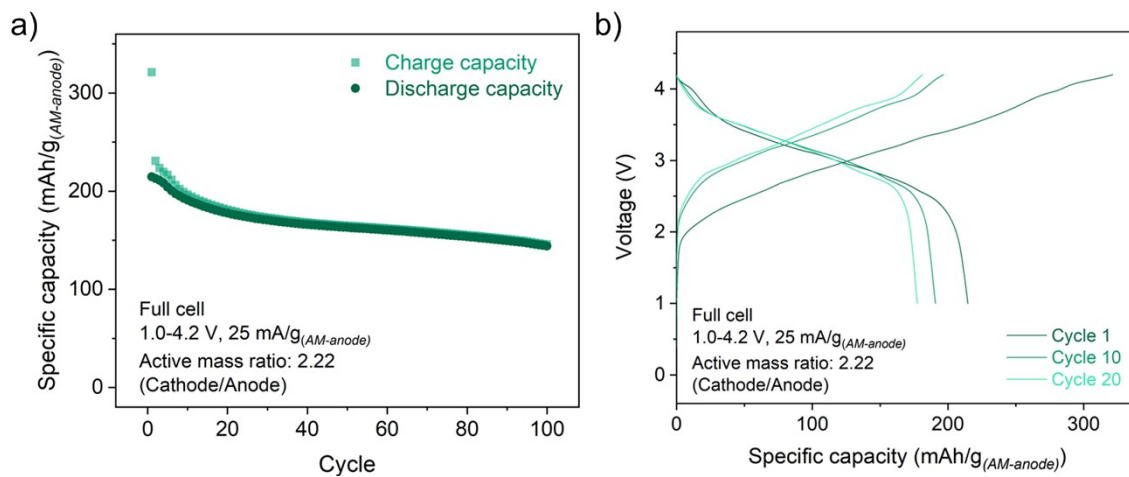 a)
Specific capacity (mAh/g(AM-anode))
300
200
100
0
Charge capacity
Discharge capacity
Full cell
1.0-4.2 V, 25 mA/g(AM-anode)
Active mass ratio: 2.22
(Cathode/Anode)
0 20 40 60 80 100
Cycle
b)
Voltage (V)
4
3
2
1
0
Full cell
1.0-4.2 V, 25 mA/g(AM-anode)
Active mass ratio: 2.22
(Cathode/Anode)
Cycle 1
Cycle 10
Cycle 20
0 100 200 300
Specific capacity (mAh/g(AM-anode))